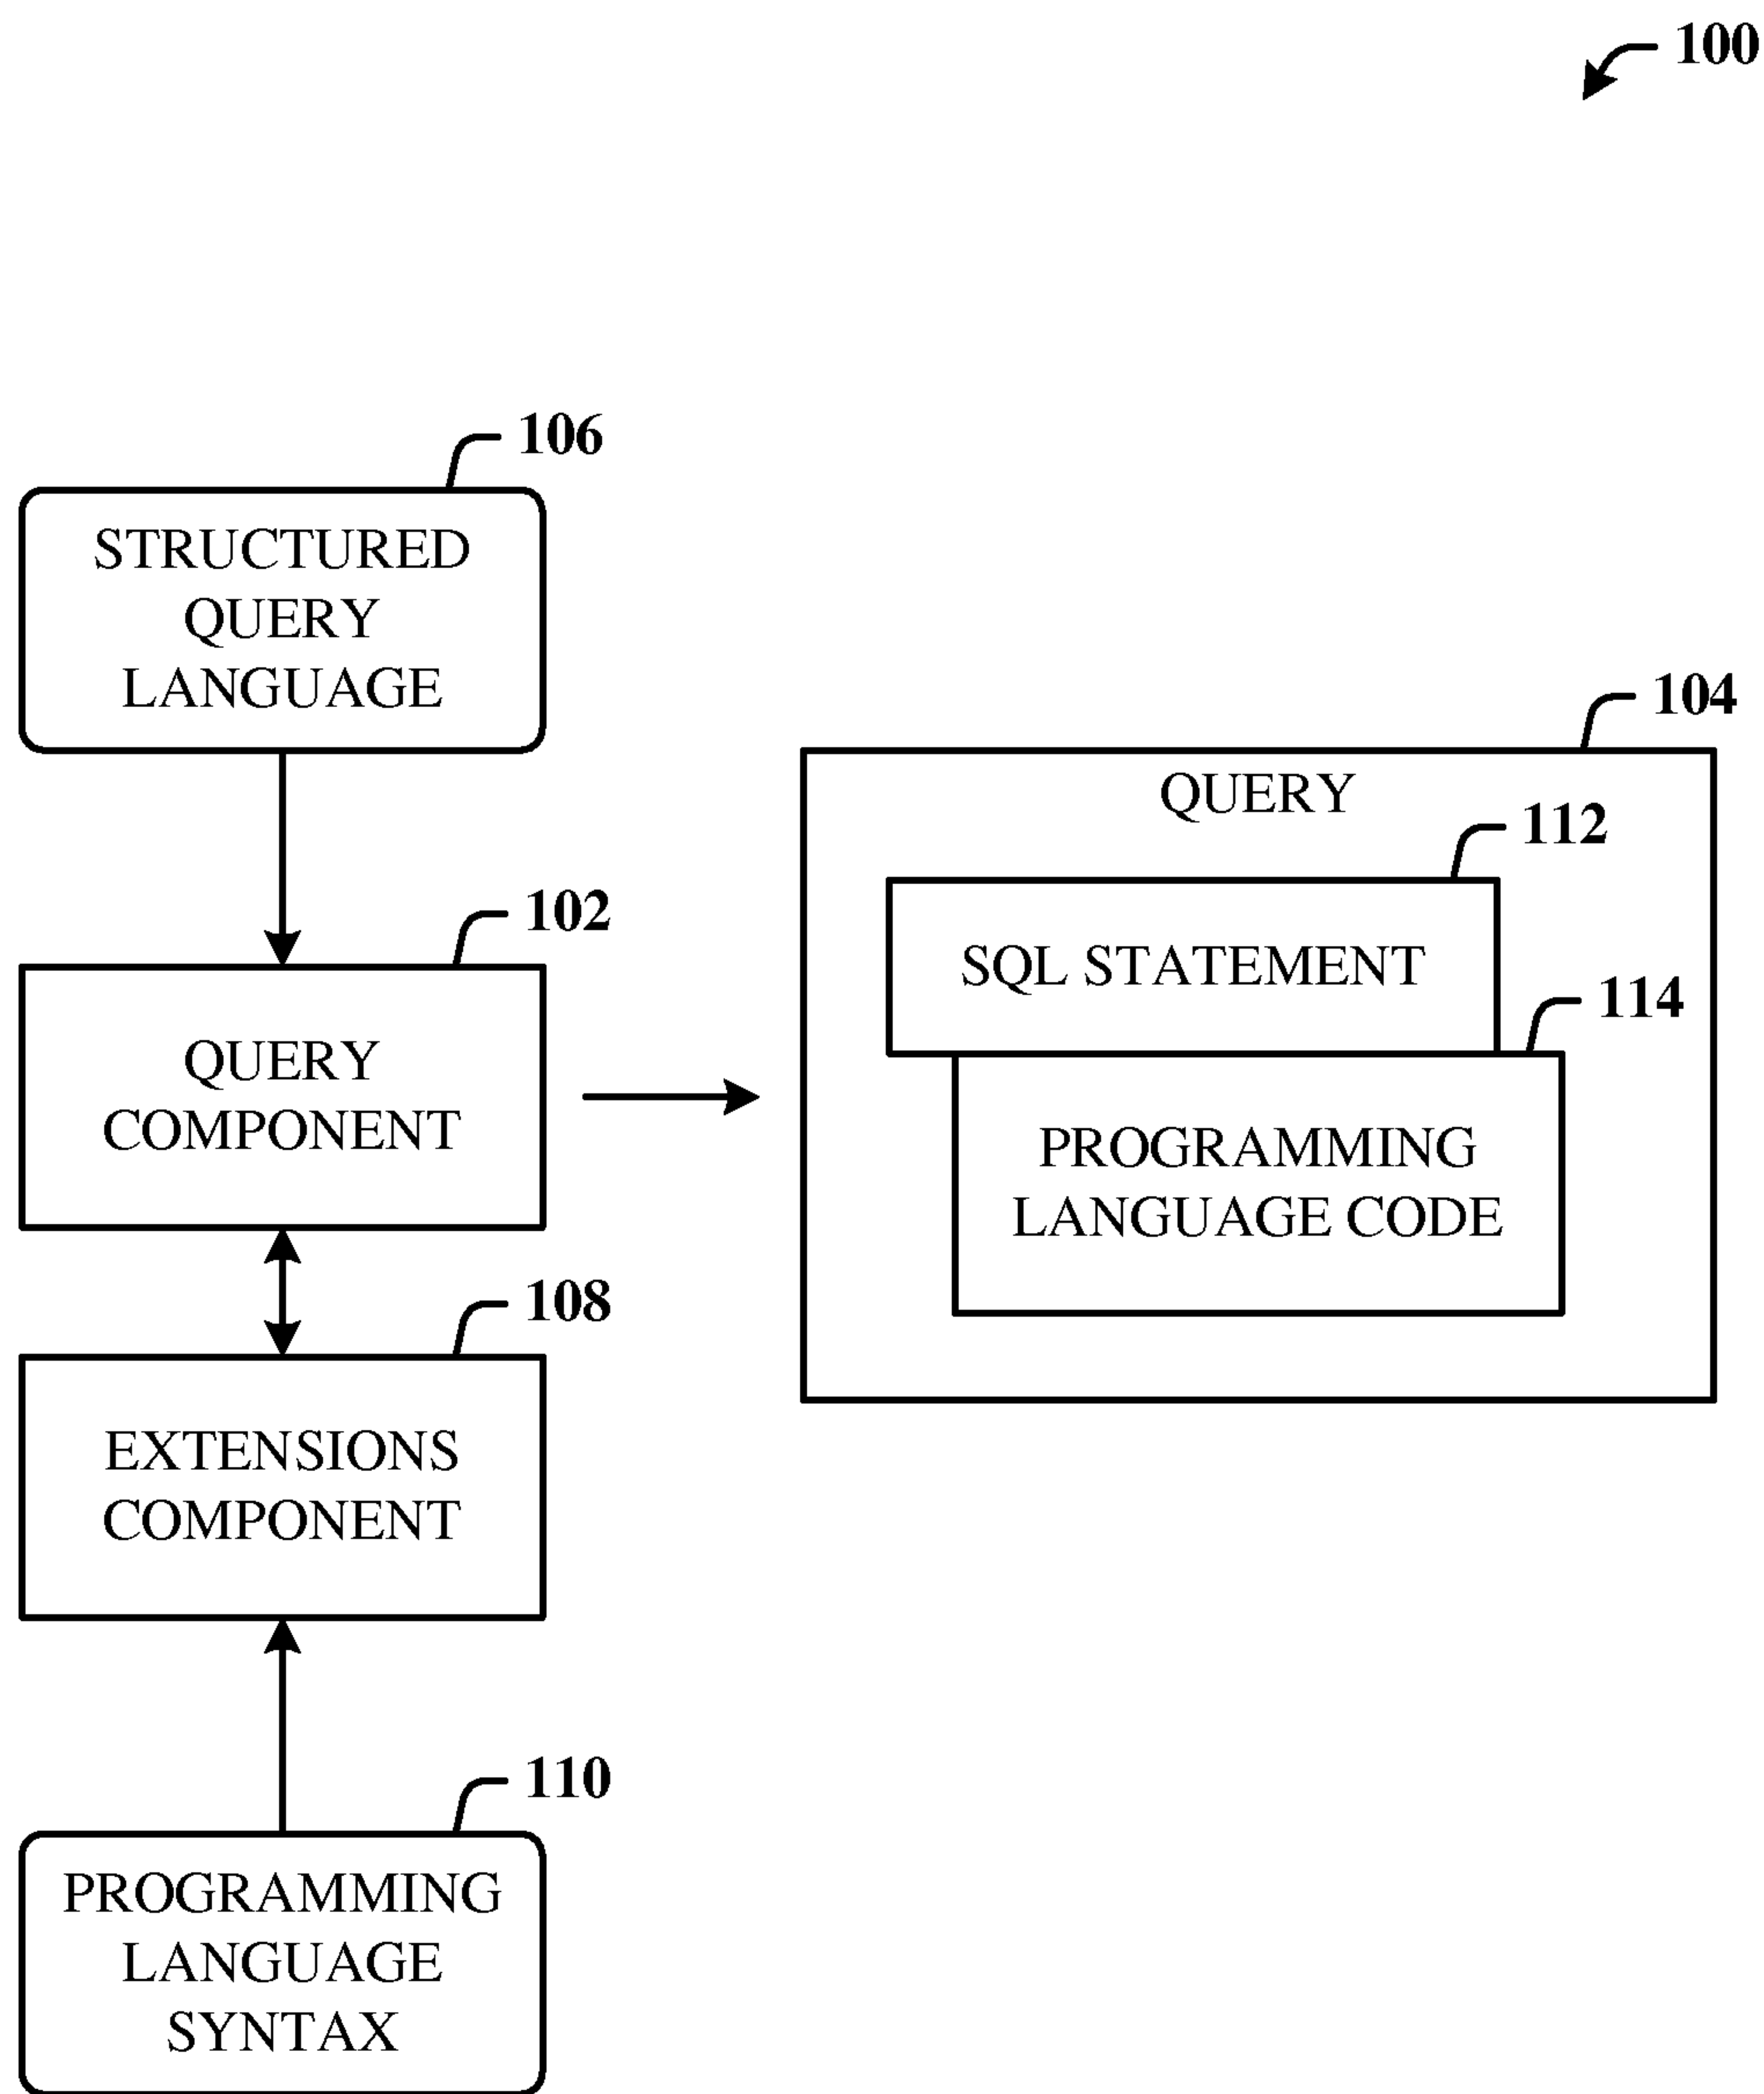 100
106
STRUCTURED
QUERY
LANGUAGE
104
QUERY
112
102
SQL STATEMENT
114
QUERY
COMPONENT
PROGRAMMING
LANGUAGE CODE
108
EXTENSIONS
COMPONENT
110
PROGRAMMING
LANGUAGE
SYNTAX